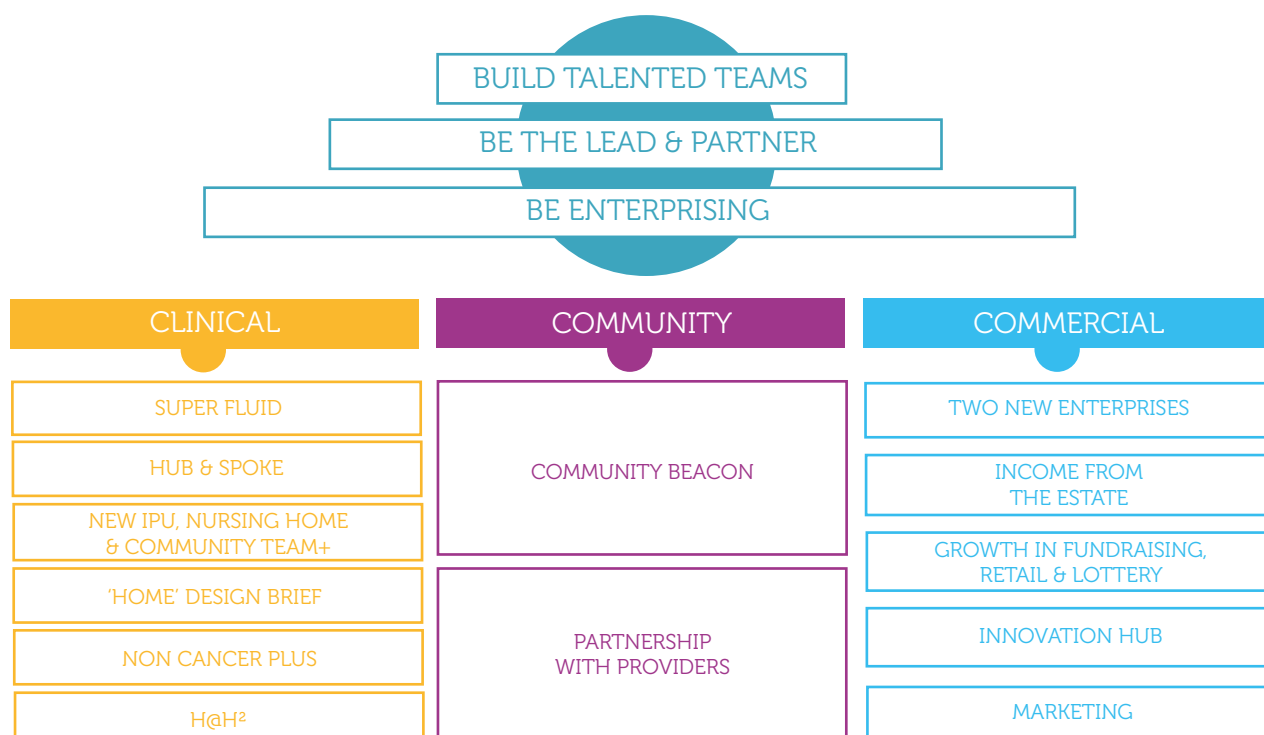 BUILD TALENTED TEAMS
BE THE LEAD & PARTNER
BE ENTERPRISING
CLINICAL
SUPER FLUID
HUB & SPOKE
NEW IPU, NURSING HOME
& COMMUNITY TEAM+
'HOME' DESIGN BRIEF
NON CANCER PLUS
H@H²
COMMUNITY
COMMUNITY BEACON
PARTNERSHIP
WITH PROVIDERS
COMMERCIAL
TWO NEW ENTERPRISES
INCOME FROM
THE ESTATE
GROWTH IN FUNDRAISING,
RETAIL & LOTTERY
INNOVATION HUB
MARKETING